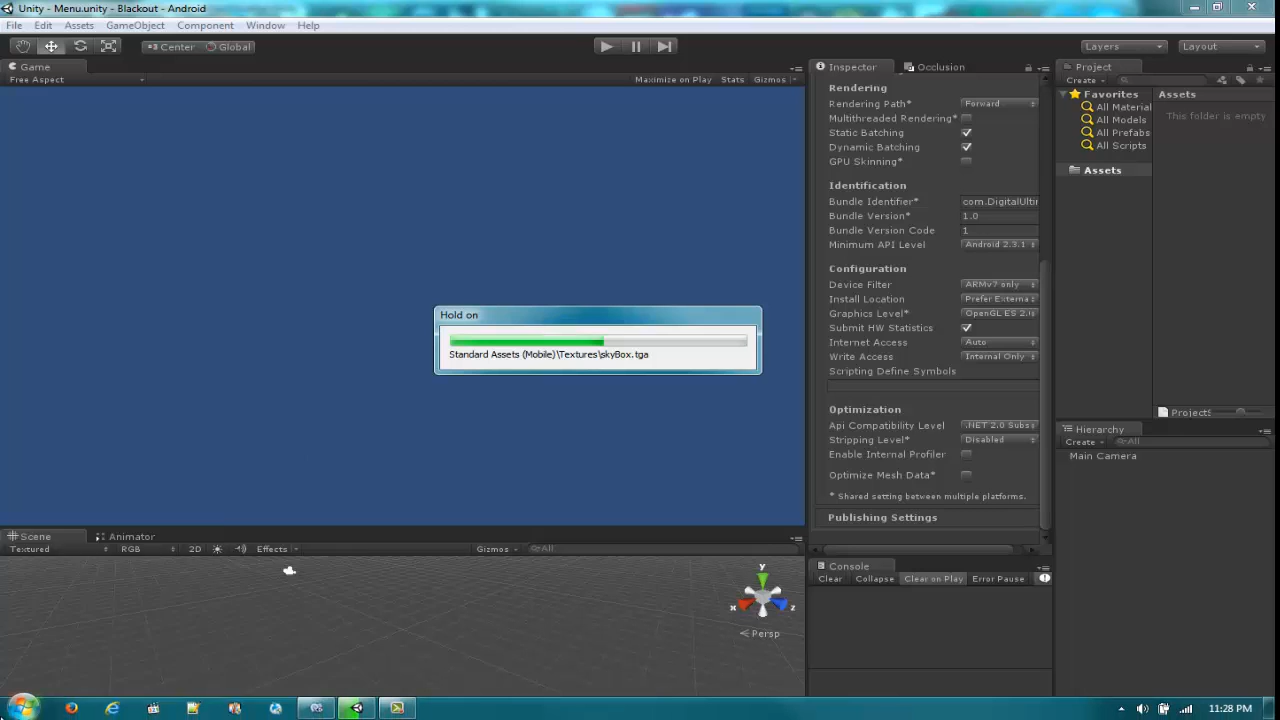 Unity - Menu.unity - Blackout - Android
File Edit Assets GameObject Component Window Help
Center Global
Layers Layout
Game
Free Aspect
Maximize on Play Stats Gizmos
Hold on
Standard Assets (Mobile)\Textures\skyBox.tga
Scene Animator
Textured RGB 2D Effects Gizmos All
y
x z
Persp
Inspector Occlusion
Rendering
Rendering Path* Forward
Multithreaded Rendering*
Static Batching
Dynamic Batching
GPU Skinning*
Identification
Bundle Identifier* com.DigitalUltir
Bundle Version* 1.0
Bundle Version Code 1
Minimum API Level Android 2.3.1
Configuration
Device Filter ARMv7 only
Install Location Prefer Externa
Graphics Level* OpenGL ES 2.0
Submit HW Statistics
Internet Access Auto
Write Access Internal Only
Scripting Define Symbols
Optimization
Api Compatibility Level .NET 2.0 Subs
Stripping Level* Disabled
Enable Internal Profiler
Optimize Mesh Data*
* Shared setting between multiple platforms.
Publishing Settings
Console
Clear Collapse Clear on Play Error Pause
Project
Create
Favorites
All Material
All Models
All Prefabs
All Scripts
Assets
Assets
This folder is empty
ProjectS
Hierarchy
Create All
Main Camera
11:28 PM